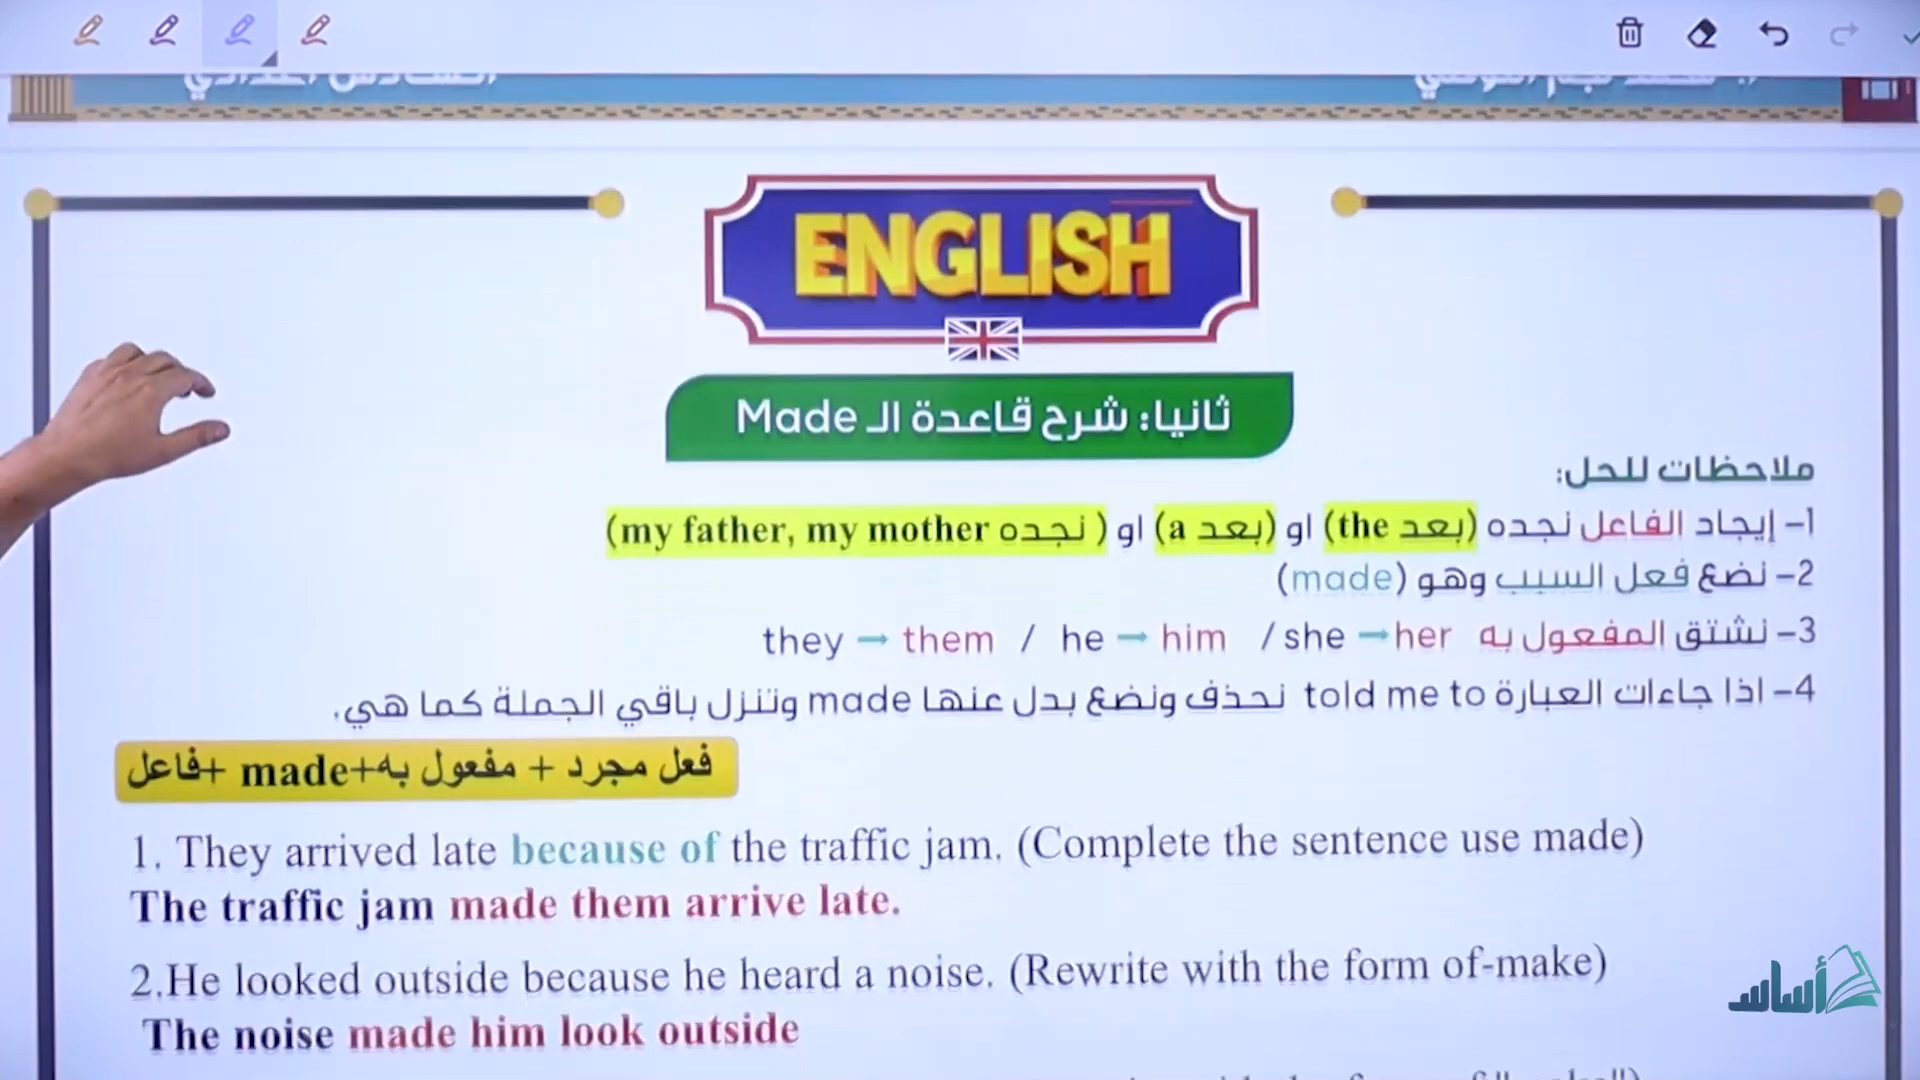 ENGLISH
ثانيا: شرح قاعدة الـ Made
ملاحظات للحل:
1- إيجاد الفاعل نجده (بعد the) او (بعد a) او ( نجده my father, my mother)
2- نضع فعل السبب وهو (made)
3- نشتق المفعول به they → them / he → him / she → her
4- اذا جاءات العبارة told me to نحذف ونضع بدل عنها made وتنزل باقي الجملة كما هي.
فاعل+ made+فعل مجرد + مفعول به
1. They arrived late because of the traffic jam. (Complete the sentence use made)
The traffic jam made them arrive late.
2.He looked outside because he heard a noise. (Rewrite with the form of-make)
The noise made him look outside
أساس